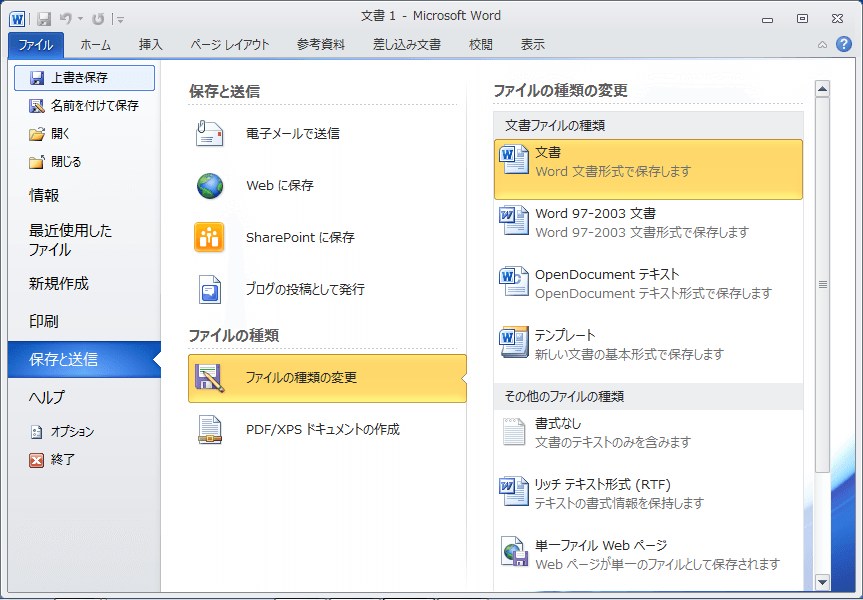 文書 1 - Microsoft Word
ファイル
ホーム
挿入
ページ レイアウト
参考資料
差し込み文書
校閲
表示
上書き保存
名前を付けて保存
開く
閉じる
情報
最近使用した
ファイル
新規作成
印刷
保存と送信
ヘルプ
オプション
終了
保存と送信
電子メールで送信
Web に保存
SharePoint に保存
ブログの投稿として発行
ファイルの種類
ファイルの種類の変更
PDF/XPS ドキュメントの作成
ファイルの種類の変更
文書ファイルの種類
文書
Word 文書形式で保存します
Word 97-2003 文書
Word 97-2003 文書形式で保存します
OpenDocument テキスト
OpenDocument テキスト形式で保存します
テンプレート
新しい文書の基本形式で保存します
その他のファイルの種類
書式なし
文書のテキストのみを含みます
リッチ テキスト形式 (RTF)
テキストの書式情報を保持します
単一ファイル Web ページ
Web ページが単一のファイルとして保存されます